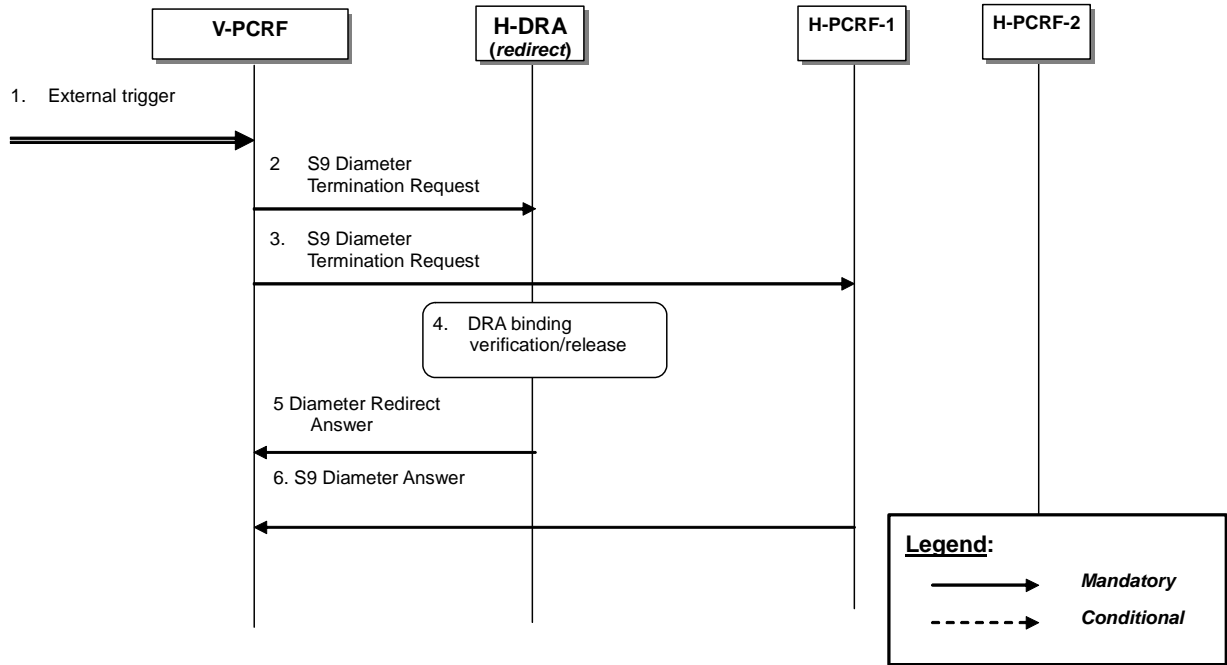 V-PCRF
H-DRA
(redirect)
H-PCRF-1
H-PCRF-2
1. External trigger
2 S9 Diameter
Termination Request
3. S9 Diameter
Termination Request
4. DRA binding
verification/release
5 Diameter Redirect
Answer
6. S9 Diameter Answer
Legend:
Mandatory
Conditional